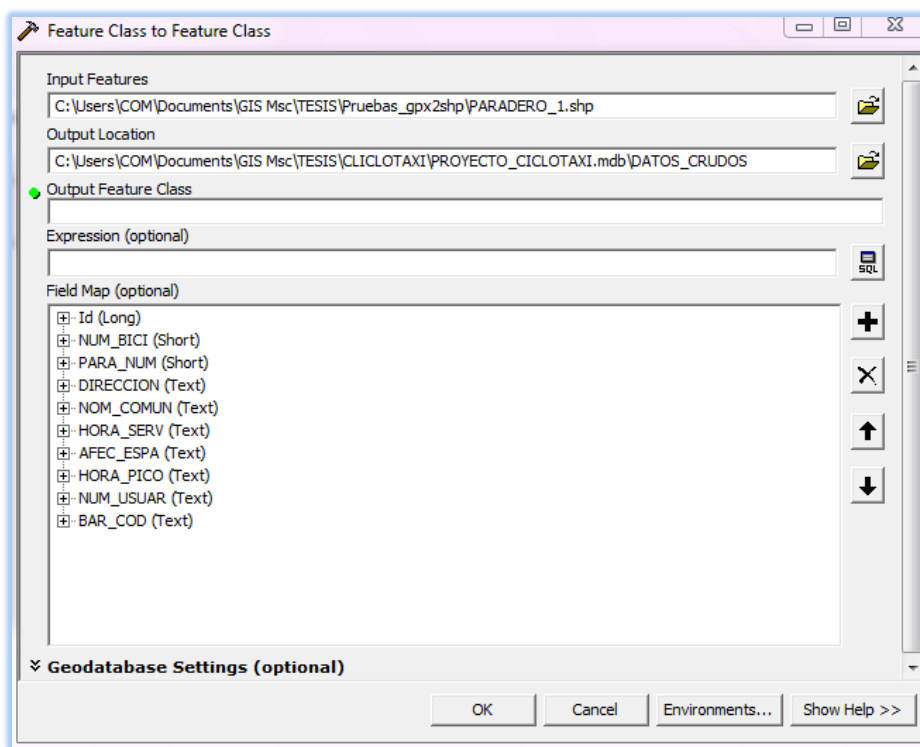 Feature Class to Feature Class
Input Features
C:\Users\COM\Documents\GIS Msc\TESIS\Pruebas_gpx2shp\PARADERO_1.shp
Output Location
C:\Users\COM\Documents\GIS Msc\TESIS\CLICLOTAXI\PROYECTO_CICLOTAXI.mdb\DATOS_CRUDOS
Output Feature Class
Expression (optional)
SQL
Field Map (optional)
Id (Long)
NUM_BICI (Short)
PARA_NUM (Short)
DIRECCION (Text)
NOM_COMUN (Text)
HORA_SERV (Text)
AFEC_ESPA (Text)
HORA_PICO (Text)
NUM_USUAR (Text)
BAR_COD (Text)
Geodatabase Settings (optional)
OK Cancel Environments... Show Help >>